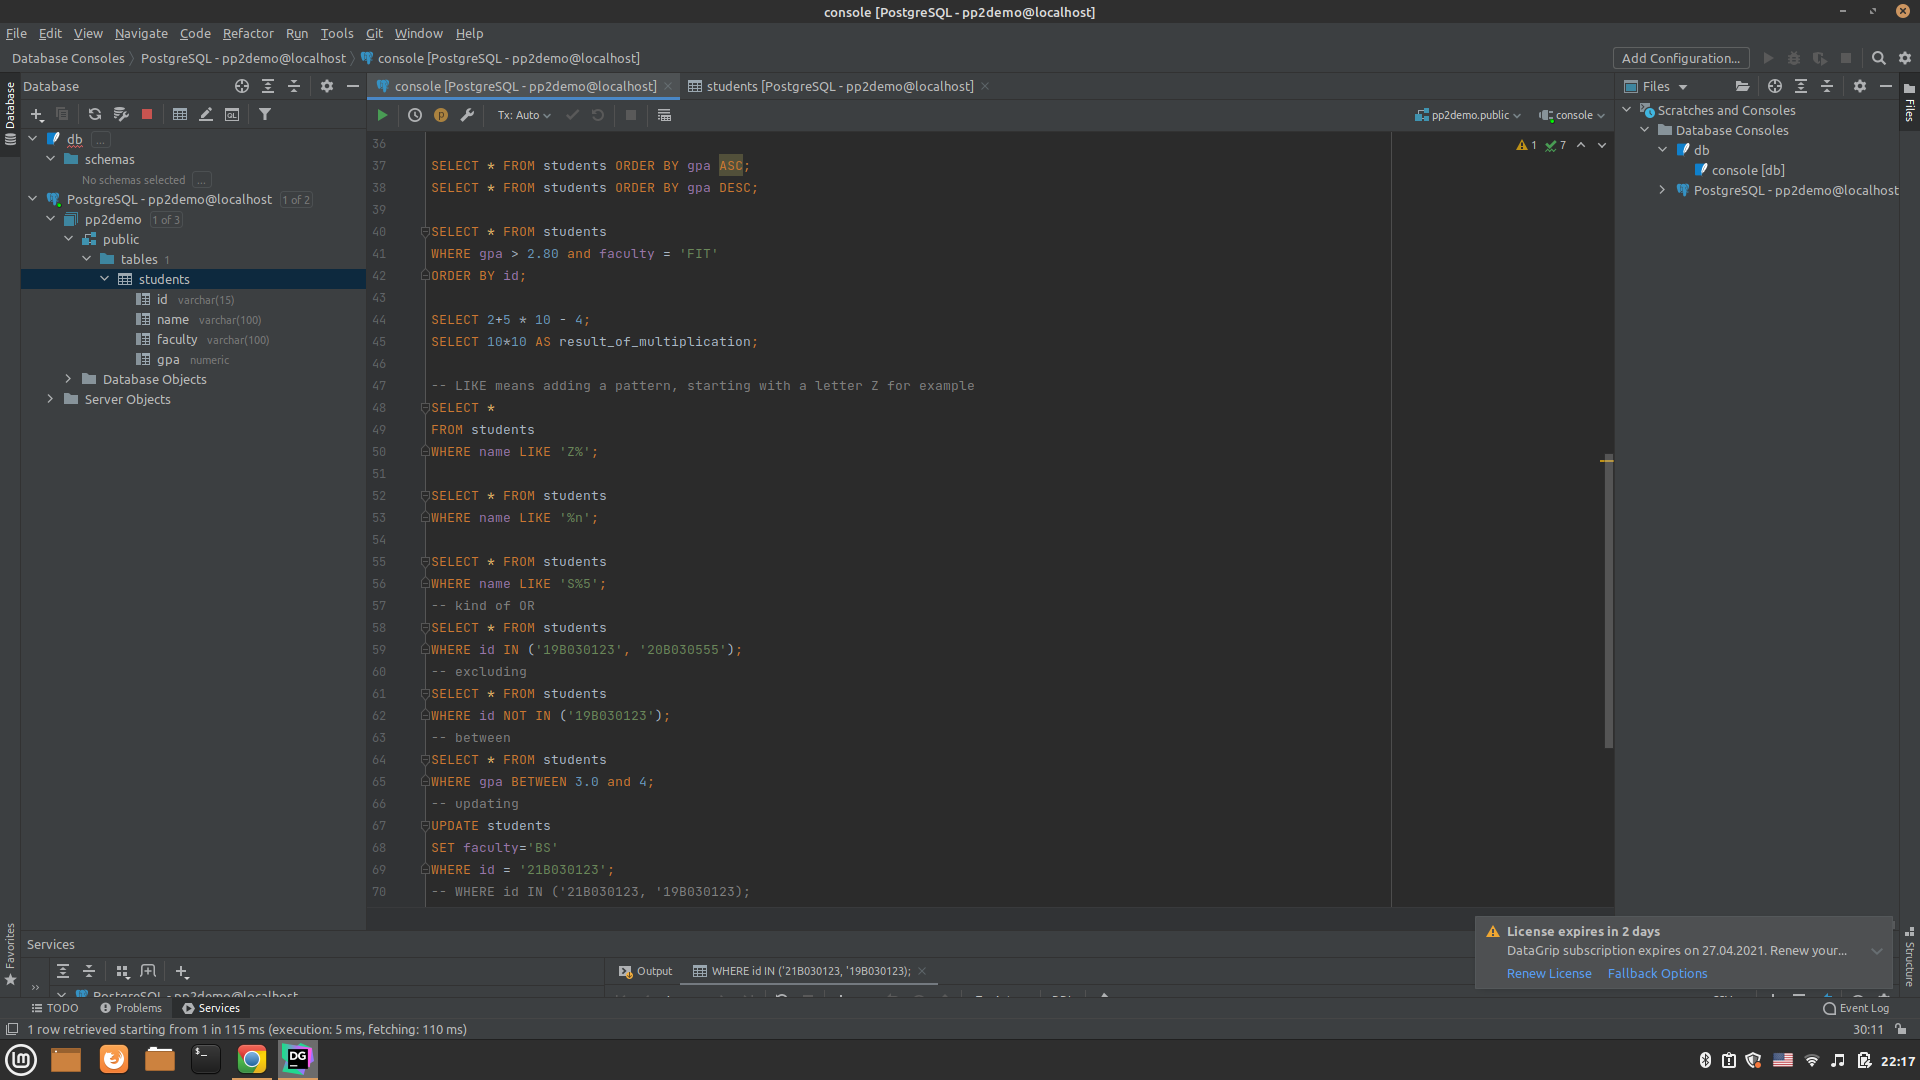 console [PostgreSQL - pp2demo@localhost]
File Edit View Navigate Code Refactor Run Tools Git Window Help
Database Consoles PostgreSQL - pp2demo@localhost console [PostgreSQL - pp2demo@localhost]
Add Configuration...
Database
console [PostgreSQL - pp2demo@localhost]
students [PostgreSQL - pp2demo@localhost]
Files
Tx: Auto
pp2demo.public
console
Database
db ...
schemas
No schemas selected ...
PostgreSQL - pp2demo@localhost 1 of 2
pp2demo 1 of 3
public
tables 1
students
id varchar(15)
name varchar(100)
faculty varchar(100)
gpa numeric
Database Objects
Server Objects
1 7
36
37 SELECT * FROM students ORDER BY gpa ASC;
38 SELECT * FROM students ORDER BY gpa DESC;
39
40 SELECT * FROM students
41 WHERE gpa > 2.80 and faculty = 'FIT'
42 ORDER BY id;
43
44 SELECT 2+5 * 10 - 4;
45 SELECT 10*10 AS result_of_multiplication;
46
47 -- LIKE means adding a pattern, starting with a letter Z for example
48 SELECT *
49 FROM students
50 WHERE name LIKE 'Z%';
51
52 SELECT * FROM students
53 WHERE name LIKE '%n';
54
55 SELECT * FROM students
56 WHERE name LIKE 'S%5';
57 -- kind of OR
58 SELECT * FROM students
59 WHERE id IN ('19B030123', '20B030555');
60 -- excluding
61 SELECT * FROM students
62 WHERE id NOT IN ('19B030123');
63 -- between
64 SELECT * FROM students
65 WHERE gpa BETWEEN 3.0 and 4;
66 -- updating
67 UPDATE students
68 SET faculty='BS'
69 WHERE id = '21B030123';
70 -- WHERE id IN ('21B030123, '19B030123);
Scratches and Consoles
Database Consoles
db
console [db]
PostgreSQL - pp2demo@localhost
Files
Favorites
Structure
Services
Output
WHERE id IN ('21B030123, '19B030123);
PostgreSQL - pp2demo@localhost
License expires in 2 days
DataGrip subscription expires on 27.04.2021. Renew your...
Renew License Fallback Options
TODO Problems Services
Event Log
1 row retrieved starting from 1 in 115 ms (execution: 5 ms, fetching: 110 ms)
30:11
DG
22:17